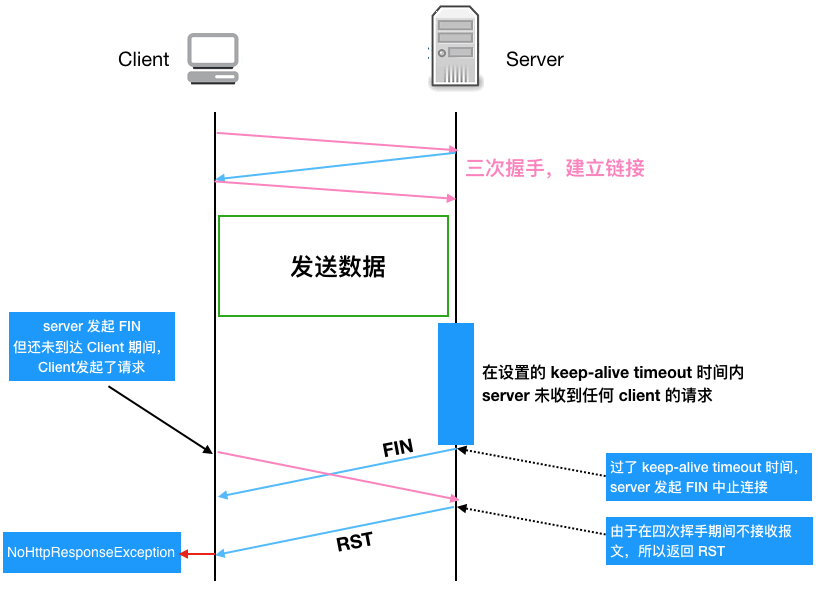 Client
Server
三次握手，建立链接
发送数据
server 发起 FIN
但还未到达 Client 期间，
Client发起了请求
在设置的 keep-alive timeout 时间内
server 未收到任何 client 的请求
FIN
过了 keep-alive timeout 时间，
server 发起 FIN 中止连接
由于在四次挥手期间不接收报
文，所以返回 RST
RST
NoHttpResponseException